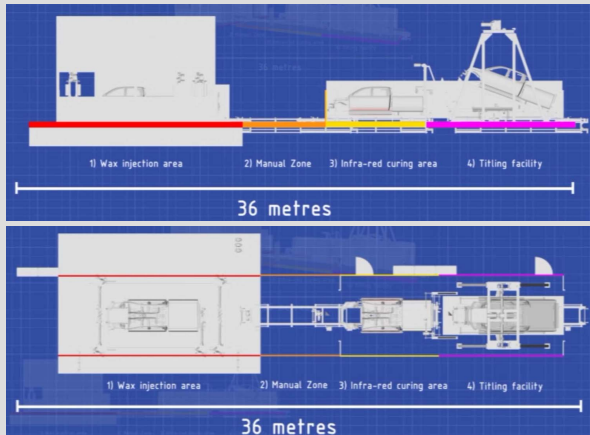 1) Wax injection area 2) Manual Zone 3) Infra-red curing area 4) Titling facility
36 metres
1) Wax injection area 2) Manual Zone 3) Infra-red curing area 4) Titling facility
36 metres